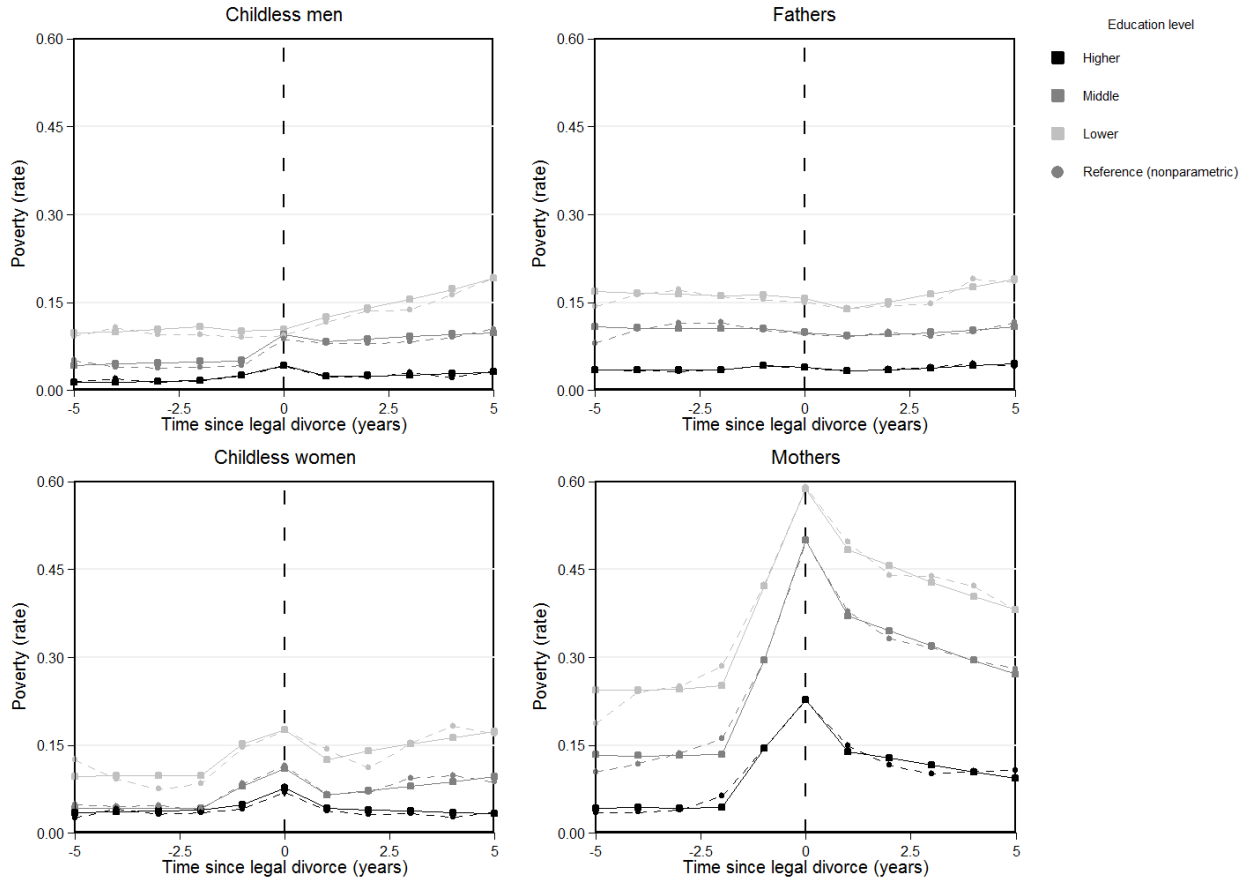 Childless men
Fathers
Education level
Higher
Middle
Lower
Reference (nonparametric)
Poverty (rate)
0.60
0.45
0.30
0.15
0.00
-5
-2.5
0
2.5
5
Time since legal divorce (years)
Poverty (rate)
0.60
0.45
0.30
0.15
0.00
-5
-2.5
0
2.5
5
Time since legal divorce (years)
Childless women
Mothers
Poverty (rate)
0.60
0.45
0.30
0.15
0.00
-5
-2.5
0
2.5
5
Time since legal divorce (years)
Poverty (rate)
0.60
0.45
0.30
0.15
0.00
-5
-2.5
0
2.5
5
Time since legal divorce (years)